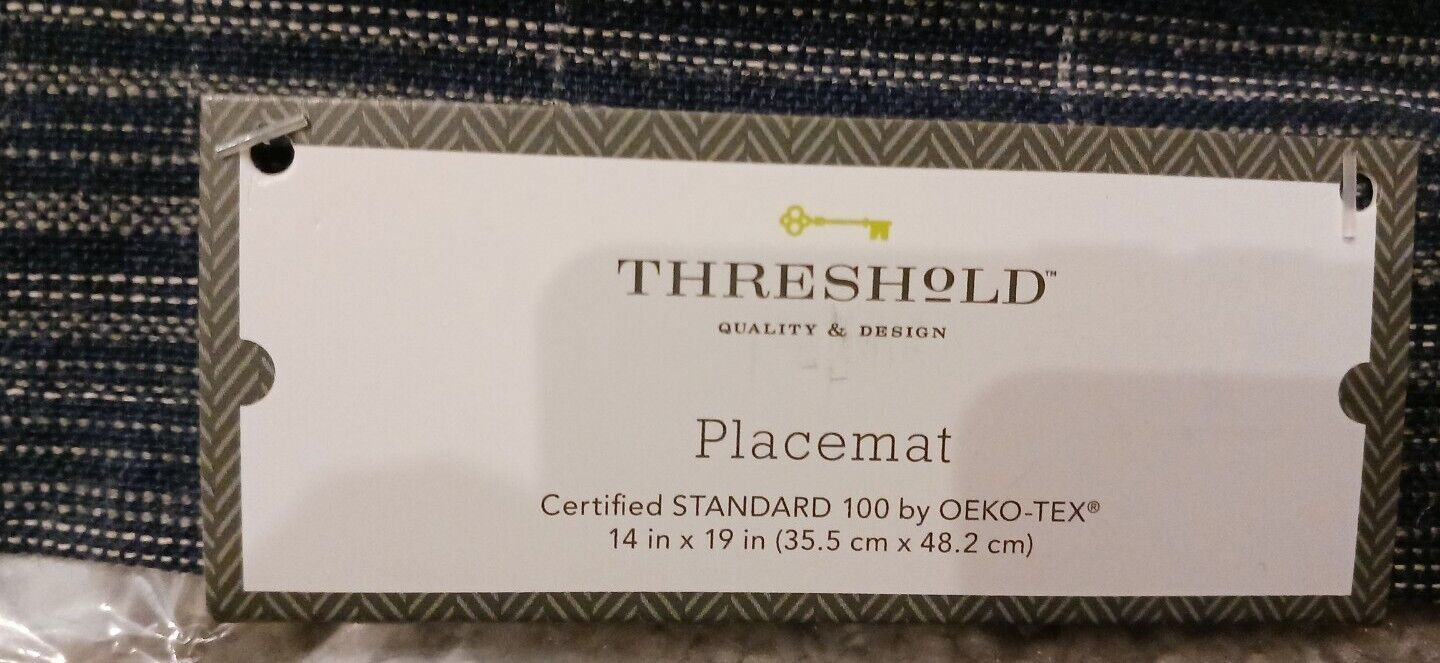 THRESHOLD™
QUALITY & DESIGN
Placemat
Certified STANDARD 100 by OEKO-TEX®
14 in x 19 in (35.5 cm x 48.2 cm)